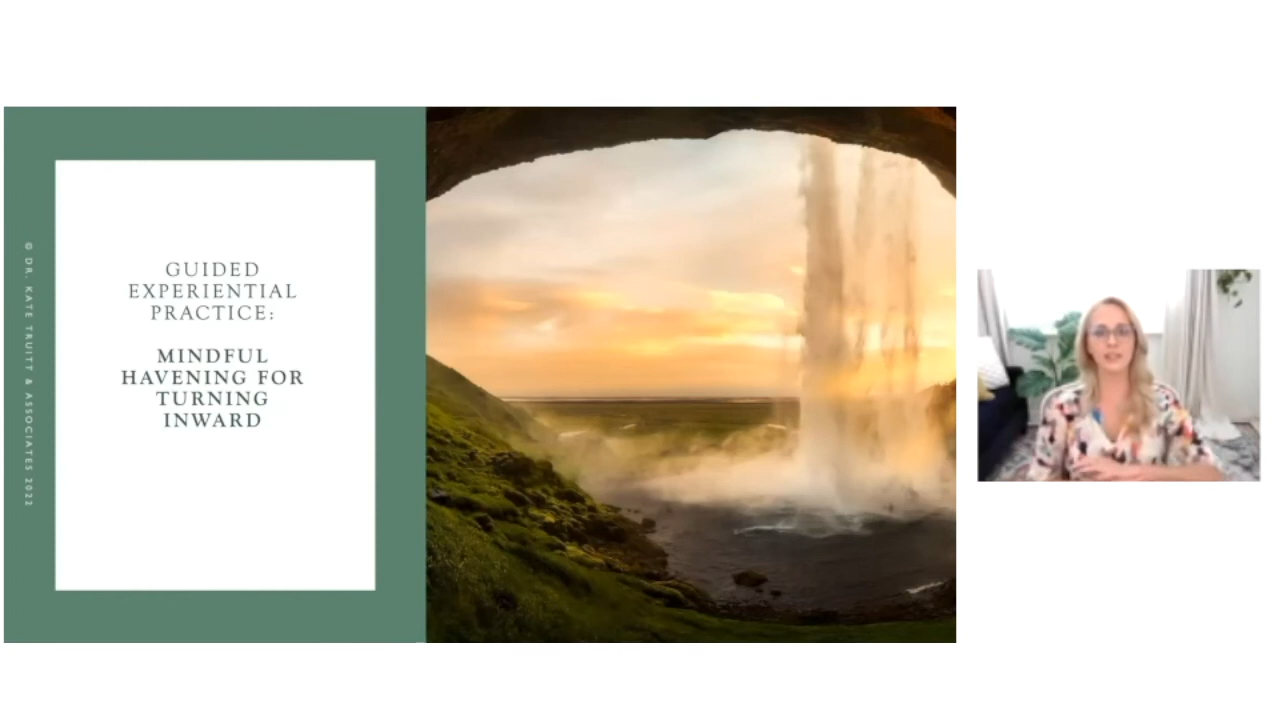 © DR. KATE TRUITT & ASSOCIATES 2022
GUIDED
EXPERIENTIAL
PRACTICE:
MINDFUL
HAVENING FOR
TURNING
INWARD